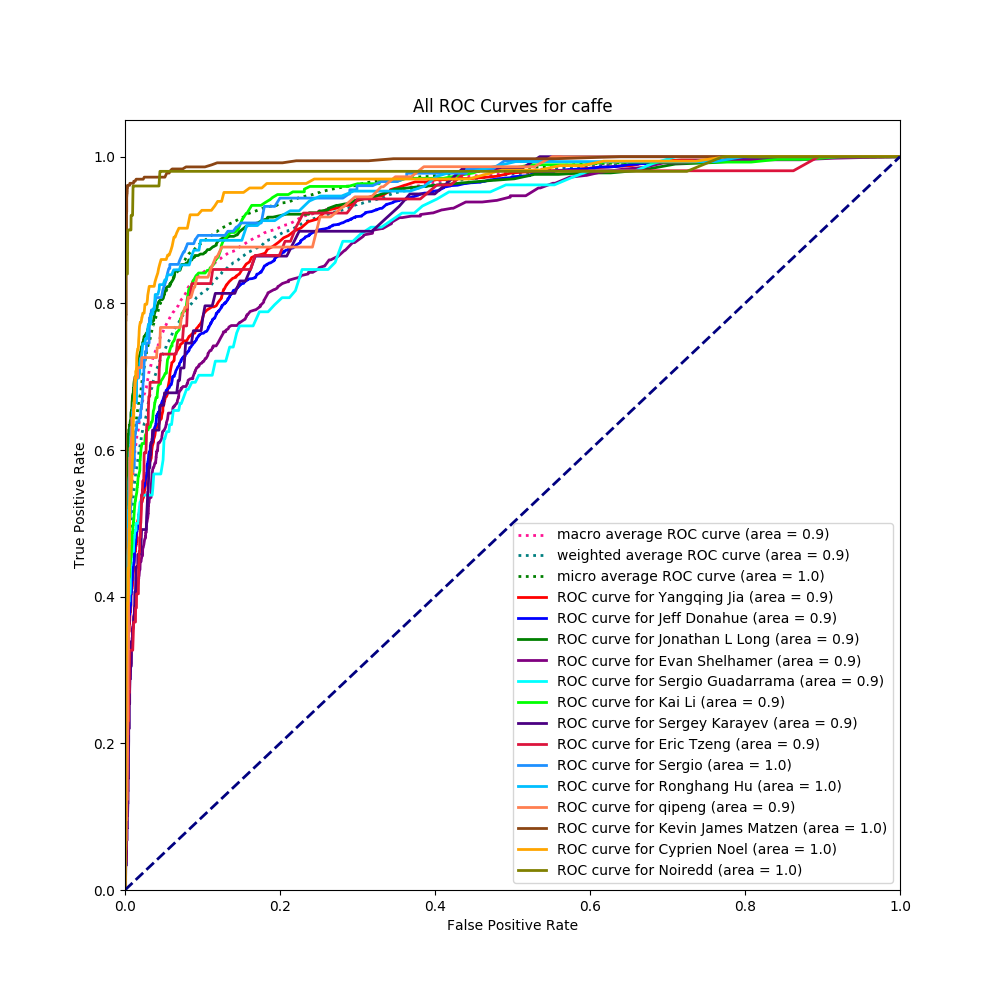 All ROC Curves for caffe
True Positive Rate
1.0
0.8
0.6
0.4
0.2
0.0
macro average ROC curve (area = 0.9)
weighted average ROC curve (area = 0.9)
micro average ROC curve (area = 1.0)
ROC curve for Yangqing Jia (area = 0.9)
ROC curve for Jeff Donahue (area = 0.9)
ROC curve for Jonathan L Long (area = 0.9)
ROC curve for Evan Shelhamer (area = 0.9)
ROC curve for Sergio Guadarrama (area = 0.9)
ROC curve for Kai Li (area = 0.9)
ROC curve for Sergey Karayev (area = 0.9)
ROC curve for Eric Tzeng (area = 0.9)
ROC curve for Sergio (area = 1.0)
ROC curve for Ronghang Hu (area = 1.0)
ROC curve for qipeng (area = 0.9)
ROC curve for Kevin James Matzen (area = 1.0)
ROC curve for Cyprien Noel (area = 1.0)
ROC curve for Noiredd (area = 1.0)
0.0 0.2 0.4 0.6 0.8 1.0
False Positive Rate